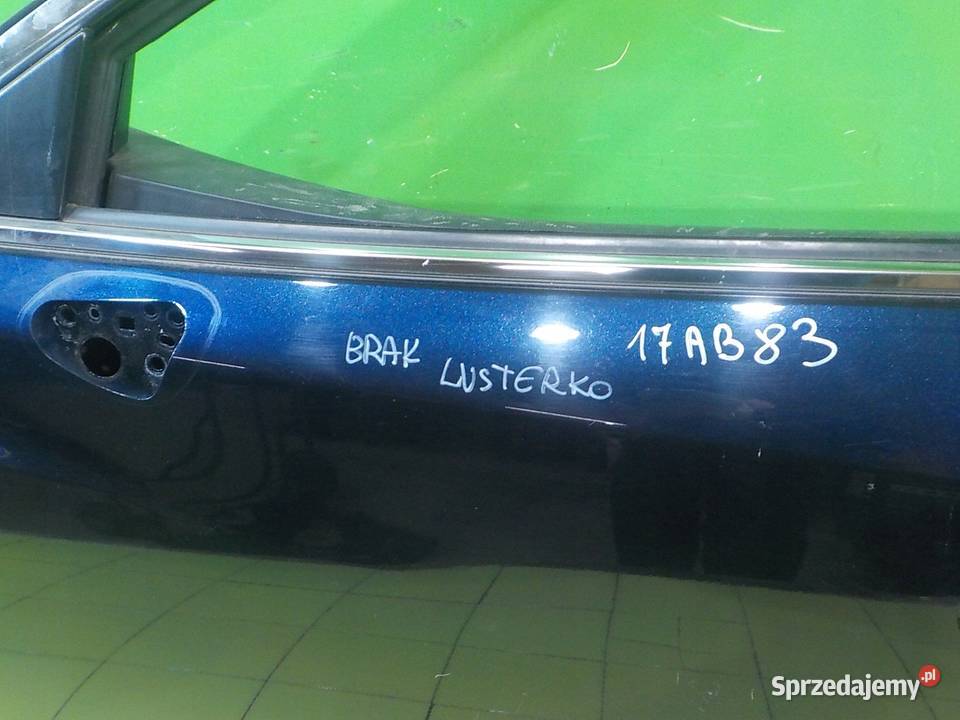 BRAK
LUSTERKO
17AB83
Sprzedajemy.pl